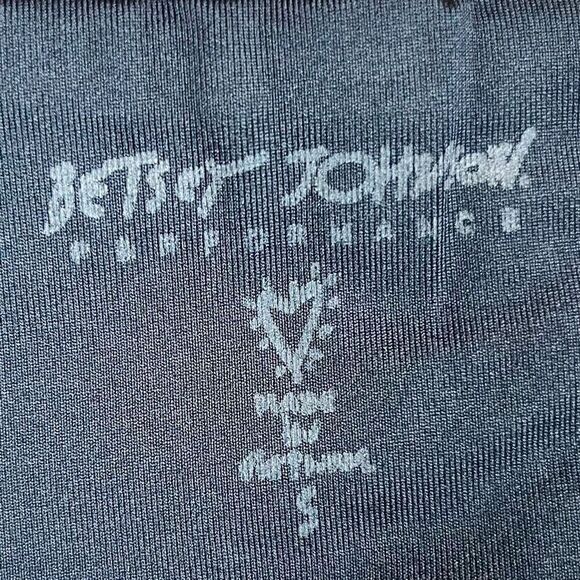 BETSEY JOHNSON.
PERFORMANCE
MADE
IN
VIETNAM
S